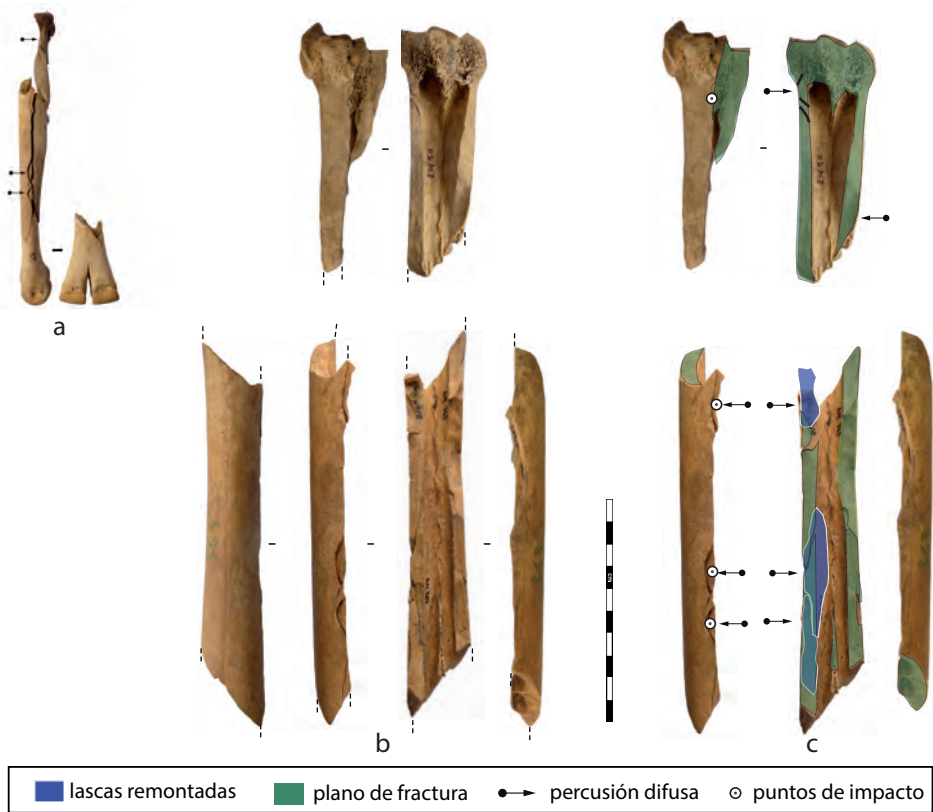 a
b
c
lascas remontadas
plano de fractura
percusión difusa
puntos de impacto